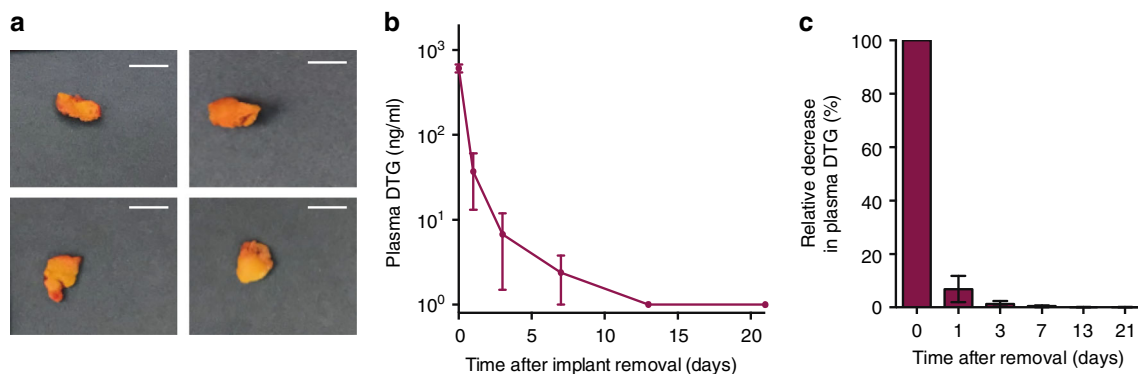 a
b
10³
10²
10¹
10⁰
Plasma DTG (ng/ml)
0
5
10
15
20
Time after implant removal (days)
c
100
80
60
40
20
0
Relative decrease
in plasma DTG (%)
0
1
3
7
13
21
Time after removal (days)